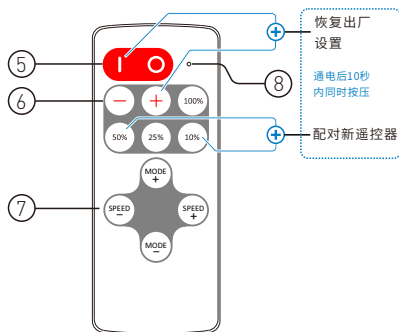 恢复出厂
设置
⑤
I O
⑧
通电后10秒
内同时按压
⑥
− + 100%
50% 25% 10%
配对新遥控器
MODE
+
⑦
SPEED
−
SPEED
+
MODE
−